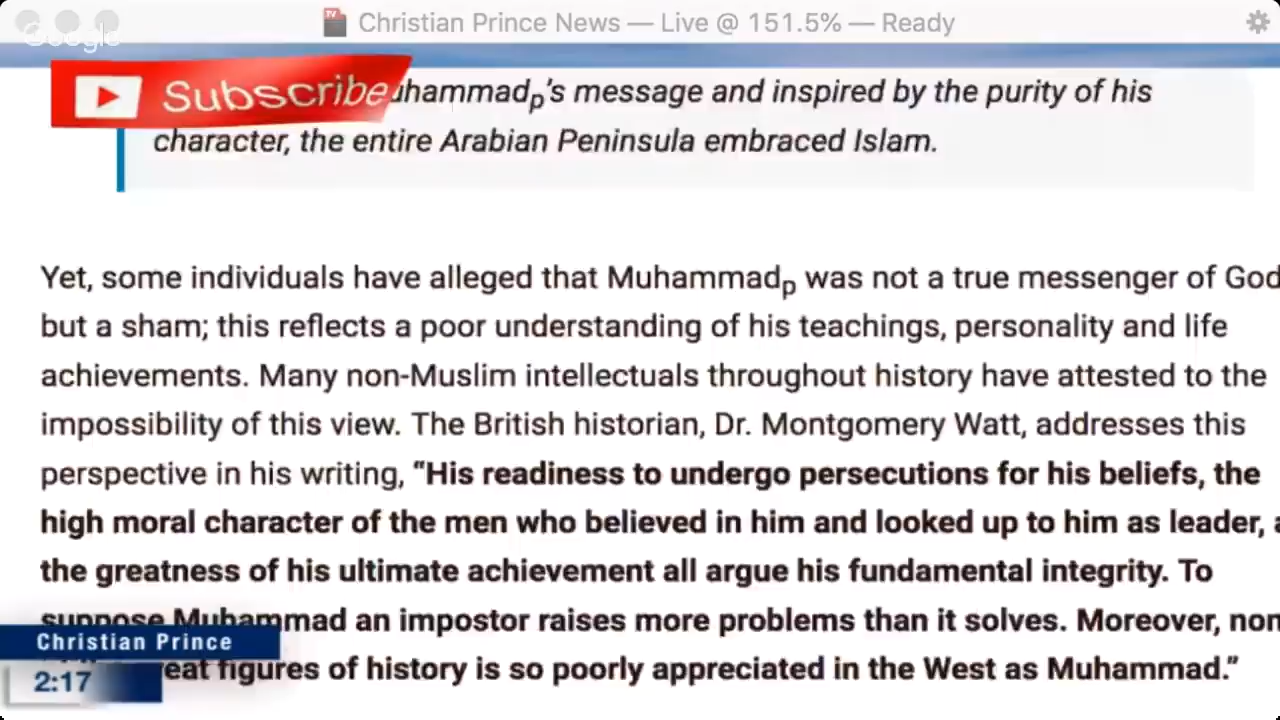 Christian Prince News — Live @ 151.5% — Ready
Google
TV
Subscribe
uhammadp's message and inspired by the purity of his
character, the entire Arabian Peninsula embraced Islam.
Yet, some individuals have alleged that Muhammadp was not a true messenger of God
but a sham; this reflects a poor understanding of his teachings, personality and life
achievements. Many non-Muslim intellectuals throughout history have attested to the
impossibility of this view. The British historian, Dr. Montgomery Watt, addresses this
perspective in his writing, “His readiness to undergo persecutions for his beliefs, the
high moral character of the men who believed in him and looked up to him as leader,
the greatness of his ultimate achievement all argue his fundamental integrity. To
suppose Muhammad an impostor raises more problems than it solves. Moreover, non
figures of history is so poorly appreciated in the West as Muhammad.”
Christian Prince
2:17